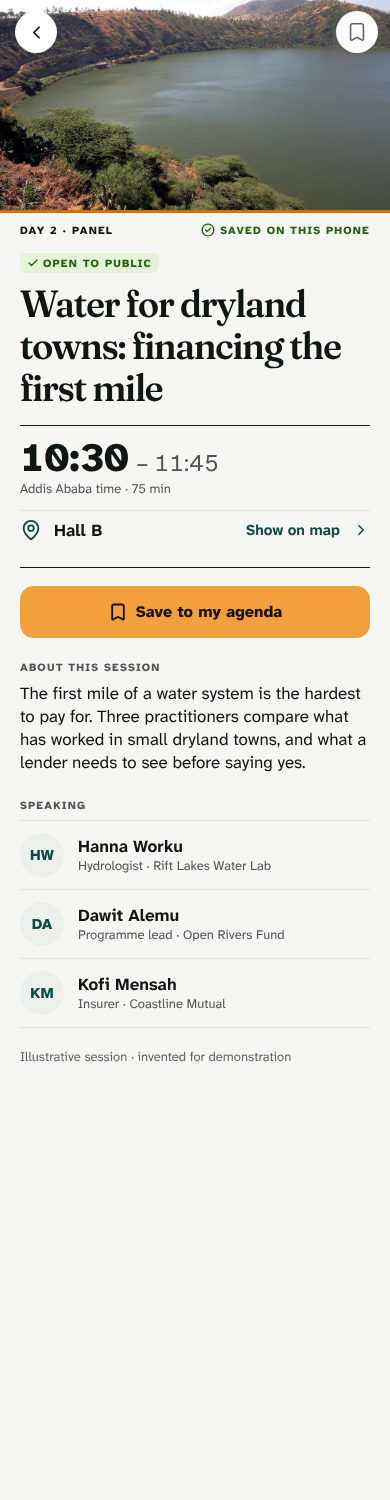 DAY 2 · PANEL
SAVED ON THIS PHONE
OPEN TO PUBLIC
Water for dryland
towns: financing the
first mile
10:30 – 11:45
Addis Ababa time · 75 min
Hall B
Show on map
Save to my agenda
ABOUT THIS SESSION
The first mile of a water system is the hardest
to pay for. Three practitioners compare what
has worked in small dryland towns, and what a
lender needs to see before saying yes.
SPEAKING
HW
Hanna Worku
Hydrologist · Rift Lakes Water Lab
DA
Dawit Alemu
Programme lead · Open Rivers Fund
KM
Kofi Mensah
Insurer · Coastline Mutual
Illustrative session · invented for demonstration